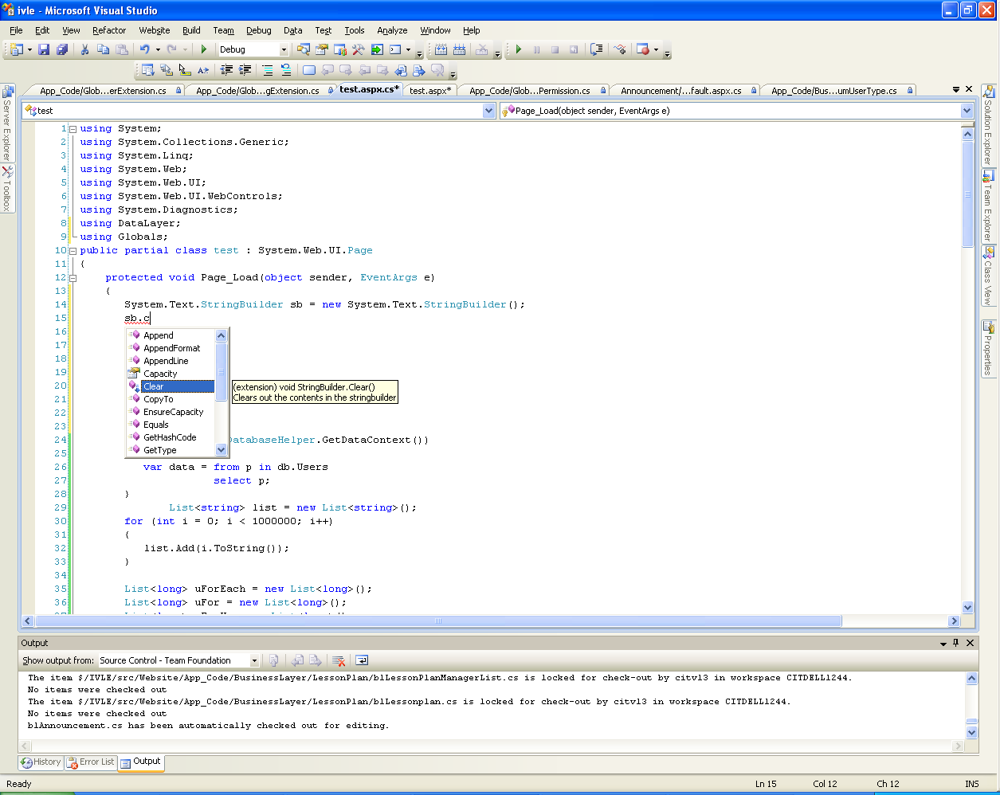 ivle - Microsoft Visual Studio
File Edit View Refactor Website Build Team Debug Data Test Tools Analyze Window Help
Debug
App_Code/Glob...erExtension.cs App_Code/Glob...gExtension.cs test.aspx.cs* test.aspx* App_Code/Glob...Permission.cs Announcement/...fault.aspx.cs App_Code/Bus...umUserType.cs
test Page_Load(object sender, EventArgs e)
Server Explorer
Toolbox
1 using System;
2 using System.Collections.Generic;
3 using System.Linq;
4 using System.Web;
5 using System.Web.UI;
6 using System.Web.UI.WebControls;
7 using System.Diagnostics;
8 using DataLayer;
9 using Globals;
10 public partial class test : System.Web.UI.Page
11 {
12 protected void Page_Load(object sender, EventArgs e)
13 {
14 System.Text.StringBuilder sb = new System.Text.StringBuilder();
15 sb.c
16 Append
17 AppendFormat
18 AppendLine
19 Capacity
20 Clear (extension) void StringBuilder.Clear()
Clears out the contents in the stringbuilder
21 CopyTo
22 EnsureCapacity
23 Equals
GetHashCode
24 DatabaseHelper.GetDataContext())
25 GetType
26 var data = from p in db.Users
27 select p;
28 }
29 List<string> list = new List<string>();
30 for (int i = 0; i < 1000000; i++)
31 {
32 list.Add(i.ToString());
33 }
34
35 List<long> uForEach = new List<long>();
36 List<long> uFor = new List<long>();
Solution Explorer
Team Explorer
Class View
Properties
Output
Show output from: Source Control - Team Foundation
The item $/IVLE/src/Website/App_Code/BusinessLayer/LessonPlan/blLessonPlanManagerList.cs is locked for check-out by citvl3 in workspace CITDELL1244.
No items were checked out
The item $/IVLE/src/Website/App_Code/BusinessLayer/LessonPlan/blLessonplan.cs is locked for check-out by citvl3 in workspace CITDELL1244.
No items were checked out
blAnnouncement.cs has been automatically checked out for editing.
History Error List Output
Ready Ln 15 Col 12 Ch 12 INS